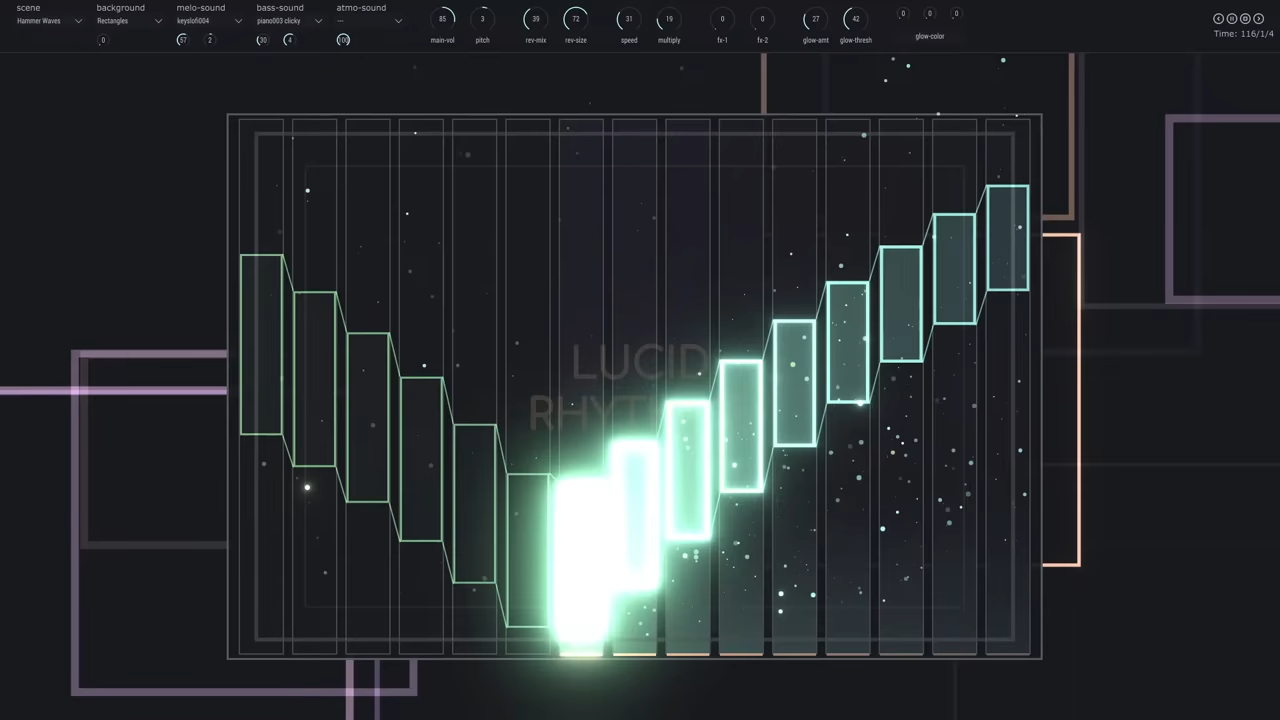 scene background melo-sound bass-sound atmo-sound
Hammer Waves Rectangles keyslofi004 piano003 clicky ---
0 57 2 30 4 100
85 3 39 72 31 19 0 0 27 42 0 0 0
main-vol pitch rev-mix rev-size speed multiply fx-1 fx-2 glow-amt glow-thresh glow-color
Time: 116/1/4
LUCID